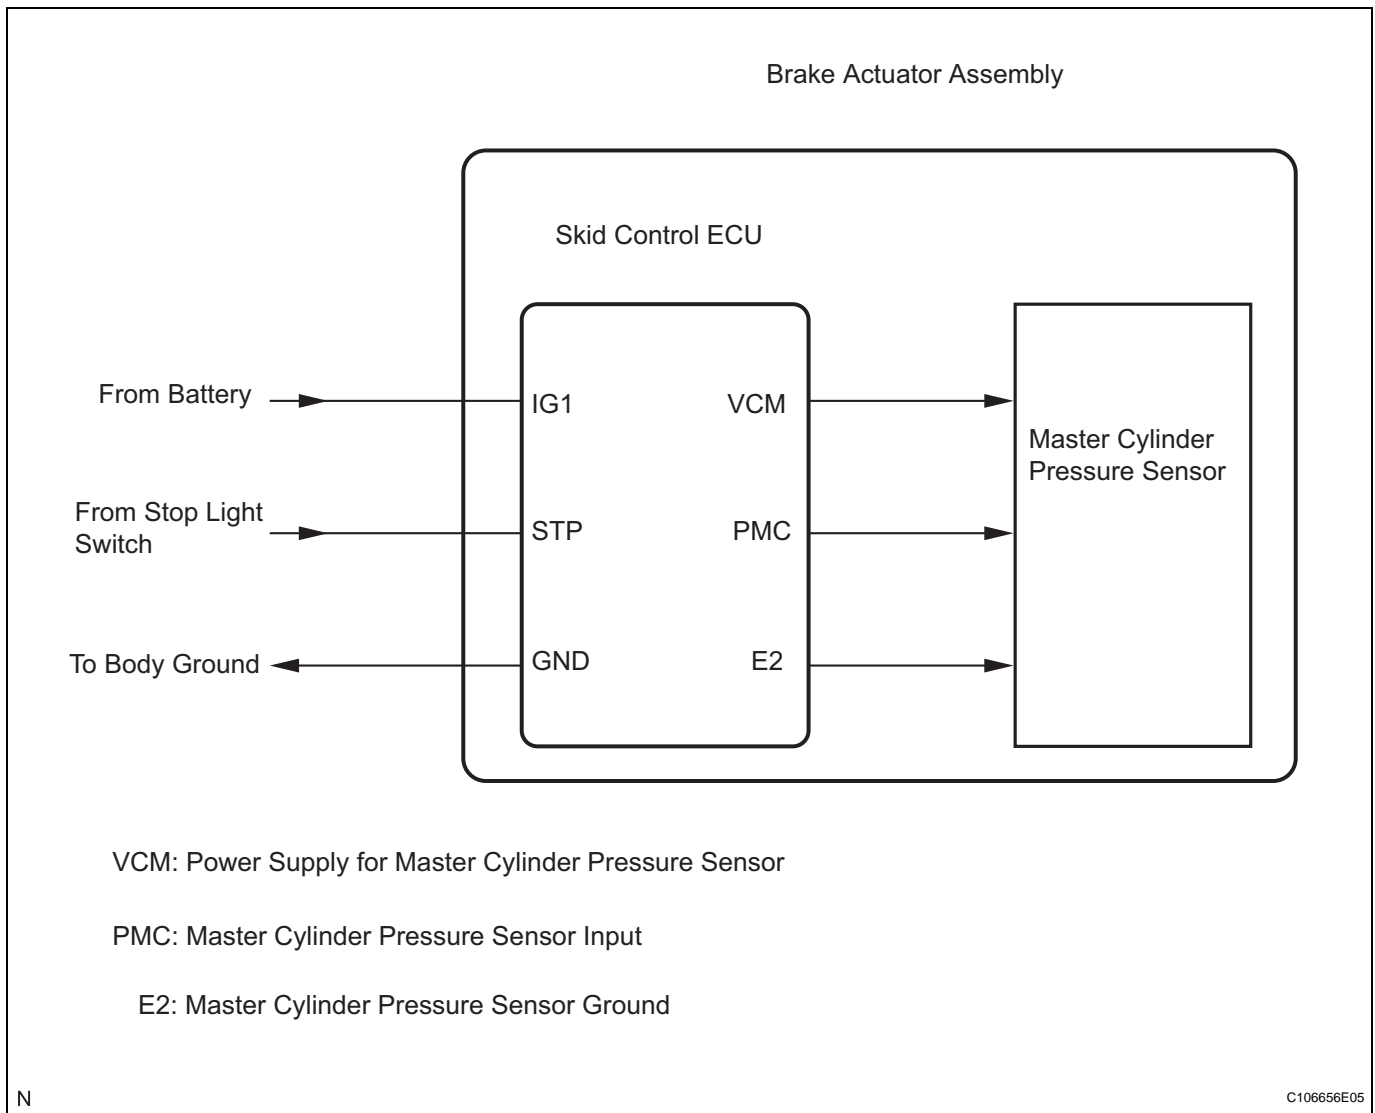 Brake Actuator Assembly
Skid Control ECU
From Battery
IG1
VCM
Master Cylinder
Pressure Sensor
From Stop Light
Switch
STP
PMC
To Body Ground
GND
E2
VCM: Power Supply for Master Cylinder Pressure Sensor
PMC: Master Cylinder Pressure Sensor Input
E2: Master Cylinder Pressure Sensor Ground
N
C106656E05